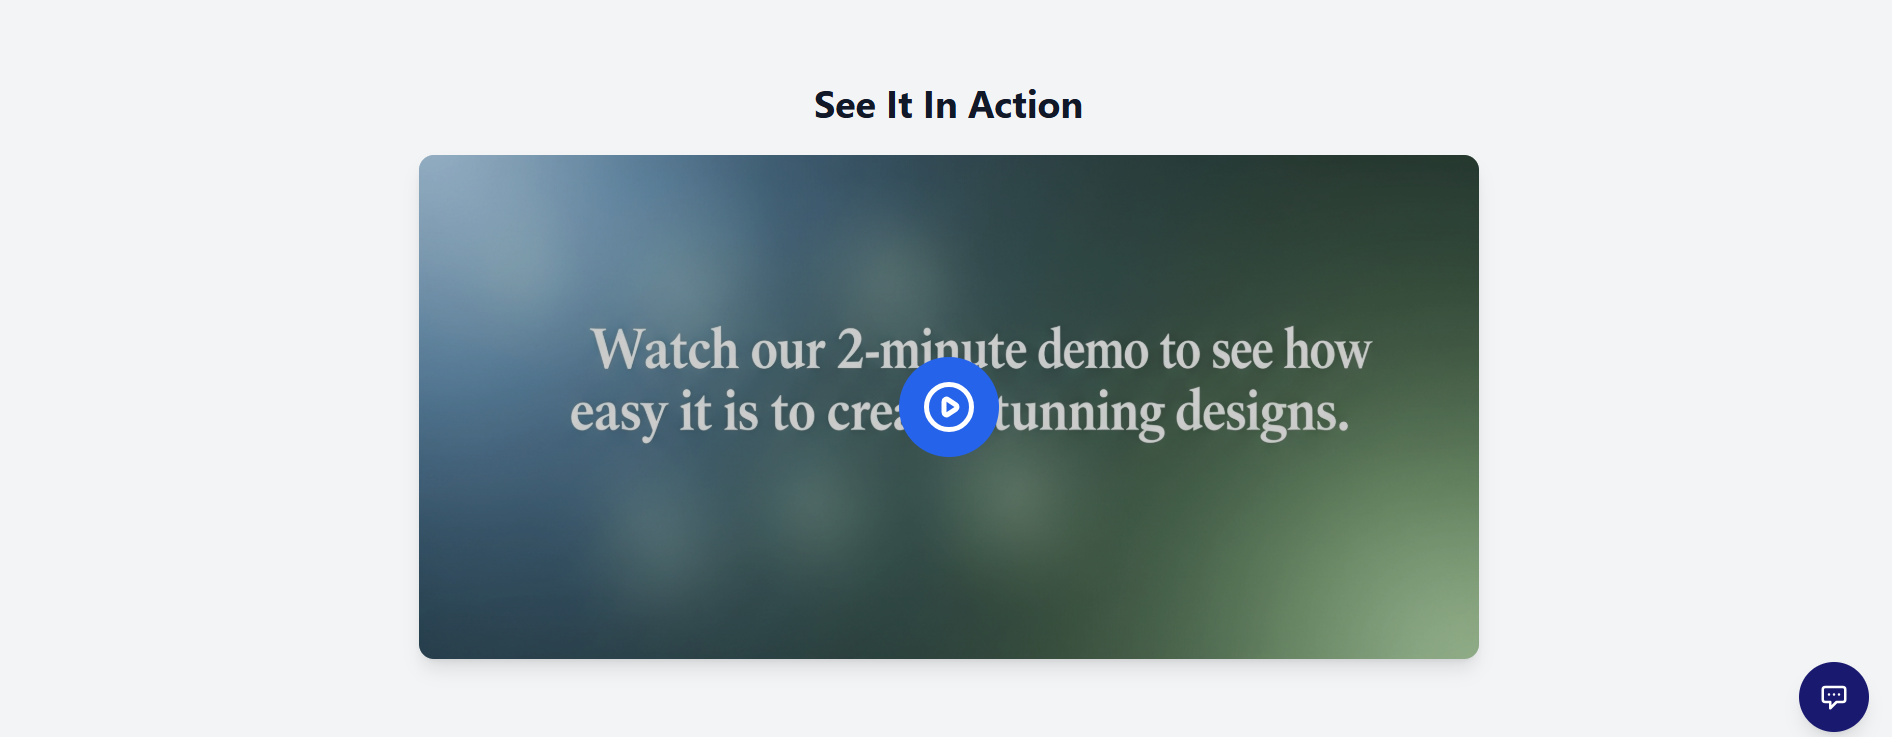 See It In Action
Watch our 2-minute demo to see how
easy it is to designs.